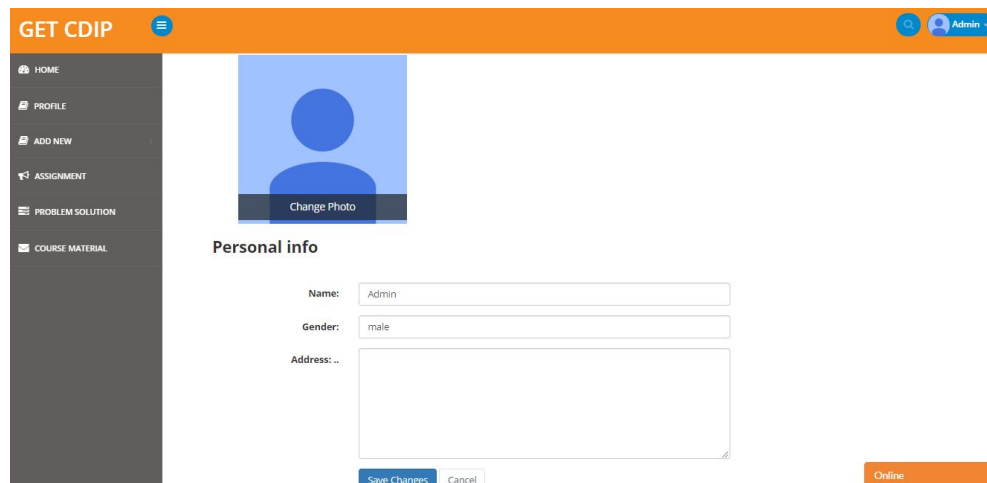 GET CDIP
Admin
HOME
PROFILE
ADD NEW
ASSIGNMENT
PROBLEM SOLUTION
COURSE MATERIAL
Change Photo
Personal info
Name: Admin
Gender: male
Address: ..
Save Changes Cancel
Online